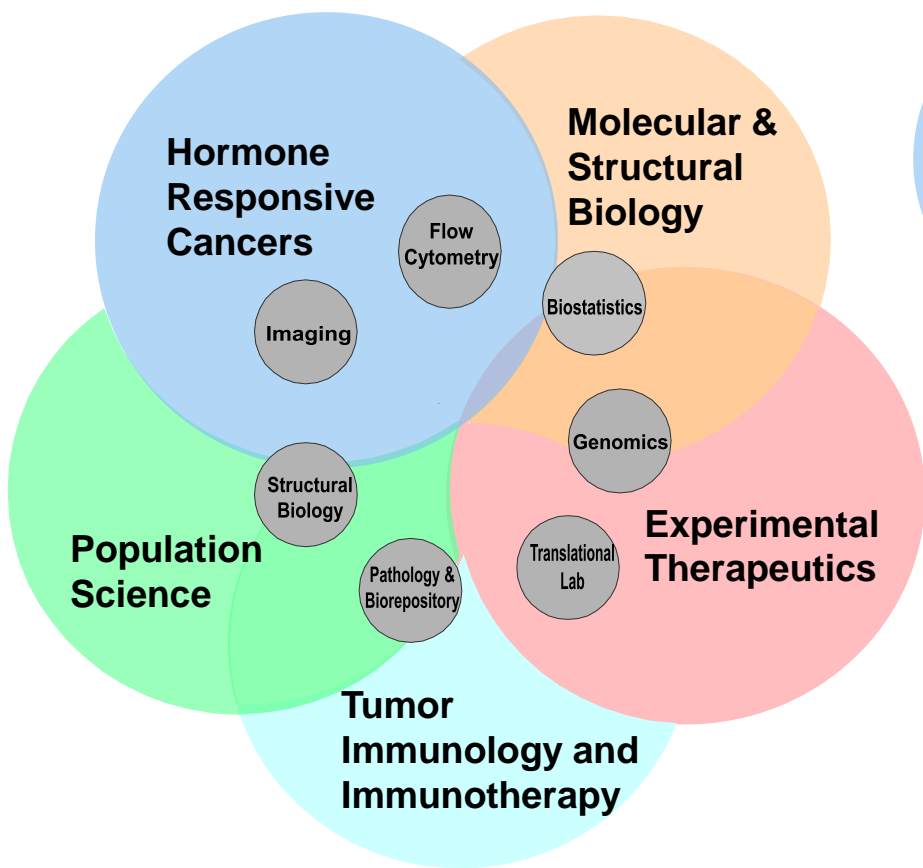 Hormone
Responsive
Cancers
Molecular &
Structural
Biology
Flow
Cytometry
Imaging
Biostatistics
Genomics
Structural
Biology
Population
Science
Pathology &
Biorepository
Translational
Lab
Experimental
Therapeutics
Tumor
Immunology and
Immunotherapy